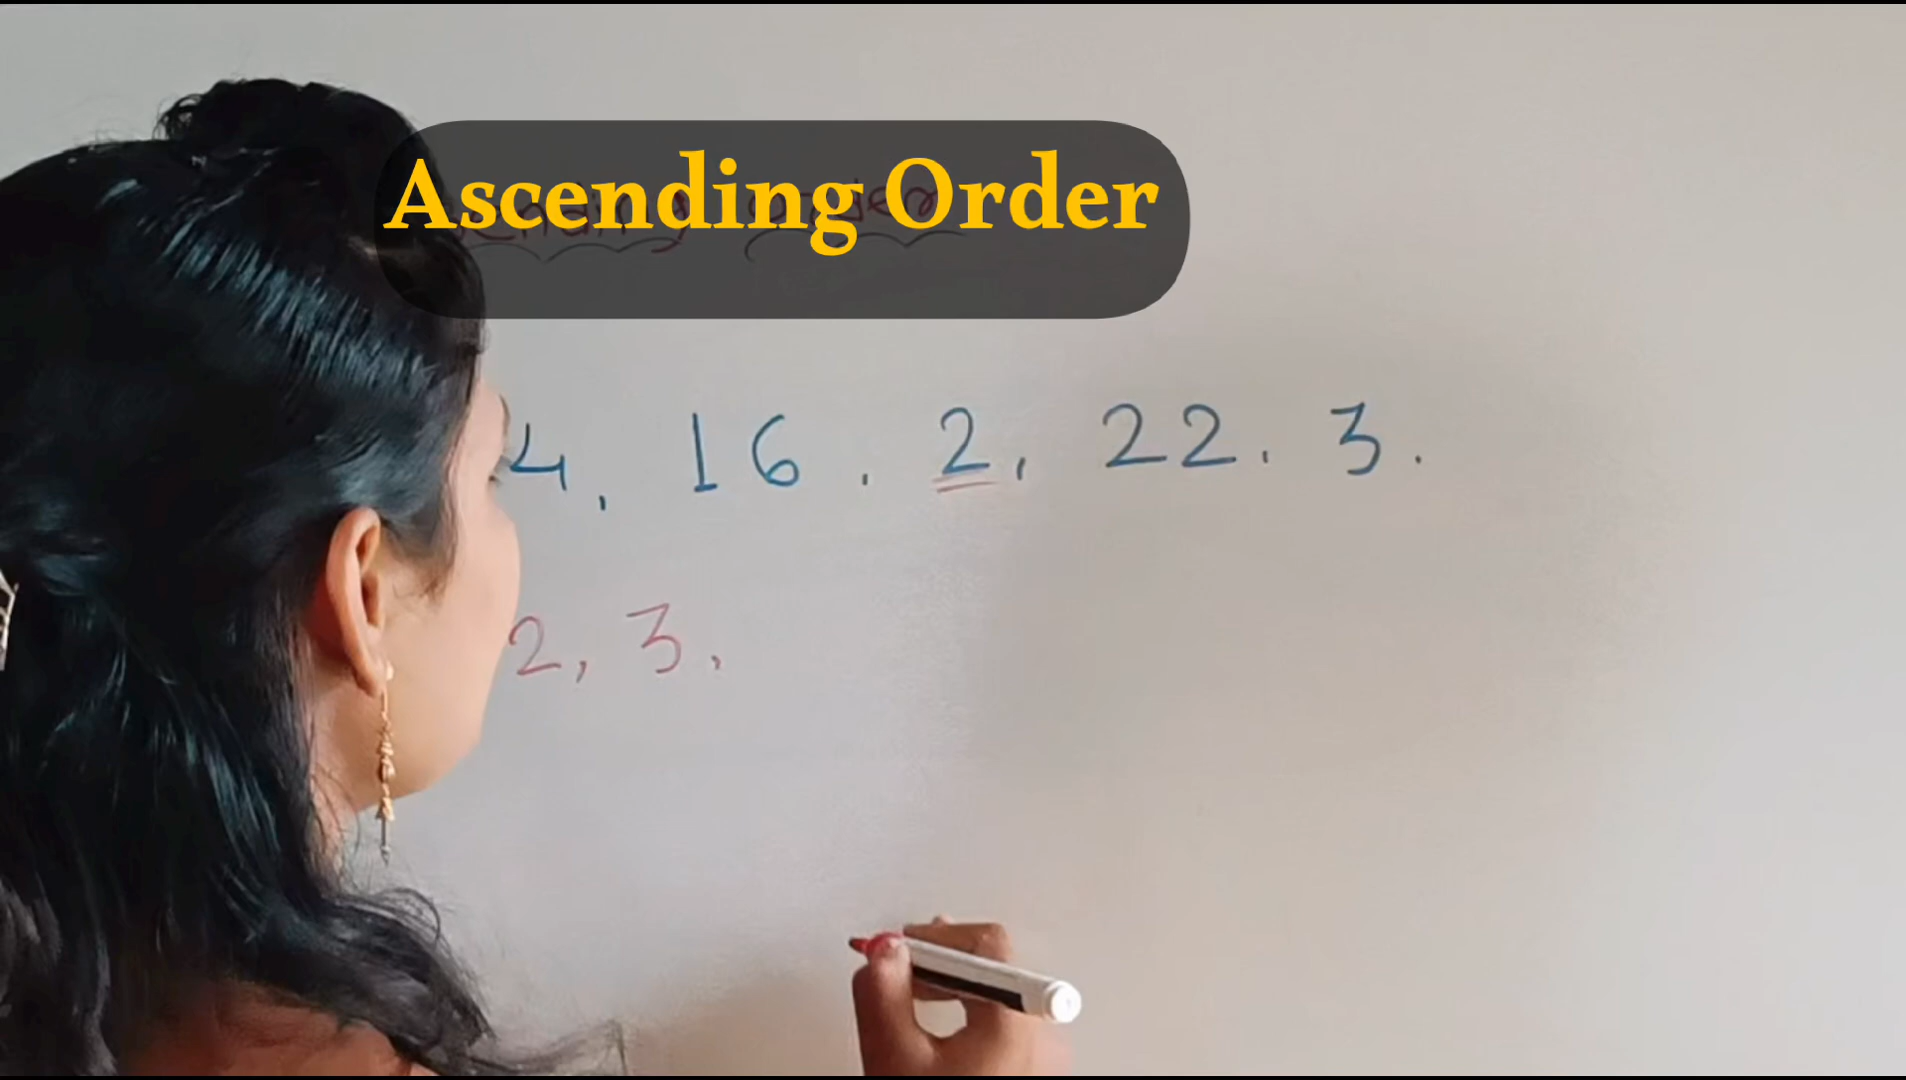 Ascending Order
4, 16, 2, 22, 3.
2, 3,